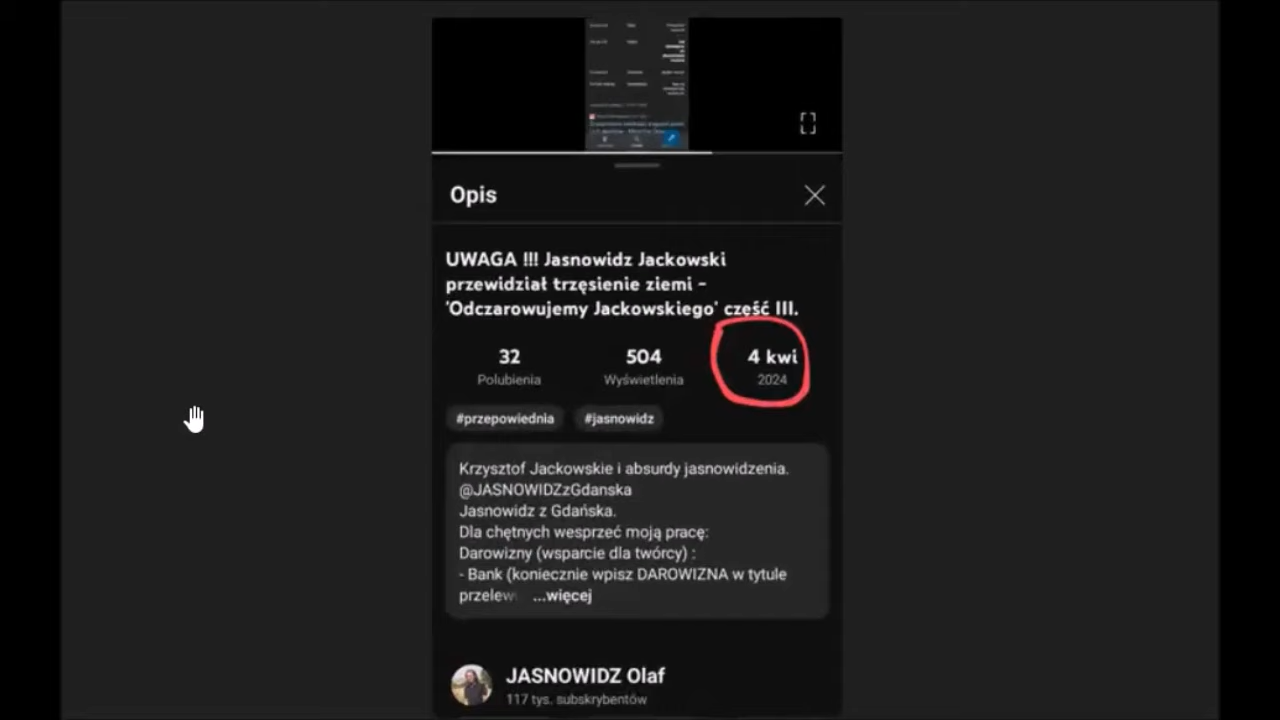 Opis
UWAGA !!! Jasnowidz Jackowski
przewidział trzęsienie ziemi -
'Odczarowujemy Jackowskiego' część III.
32 504 4 kwi
Polubienia Wyświetlenia 2024
#przepowiednia #jasnowidz
Krzysztof Jackowskie i absurdy jasnowidzenia.
@JASNOWIDZzGdanska
Jasnowidz z Gdańska.
Dla chętnych wesprzeć moją pracę:
Darowizny (wsparcie dla twórcy) :
- Bank (koniecznie wpisz DAROWIZNA w tytule
przelew ...więcej
JASNOWIDZ Olaf
117 tys. subskrybentów